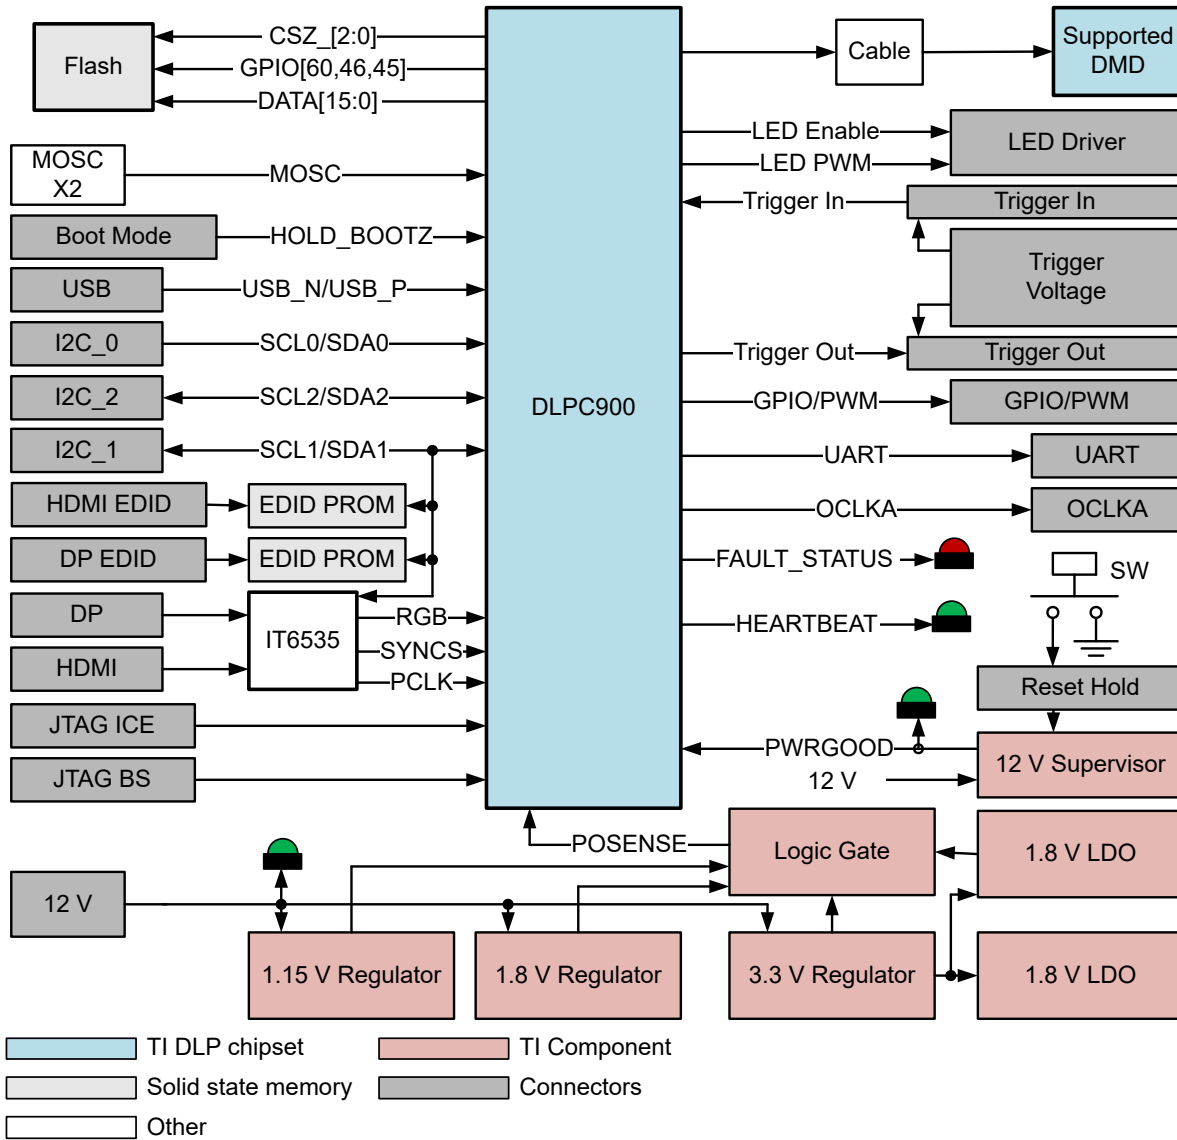 Flash
CSZ_[2:0]
GPIO[60,46,45]
DATA[15:0]
Cable
Supported
DMD
MOSC
X2
MOSC
LED Enable
LED PWM
LED Driver
Boot Mode
HOLD_BOOTZ
Trigger In
Trigger In
USB
USB_N/USB_P
Trigger
Voltage
I2C_0
SCL0/SDA0
Trigger Out
Trigger Out
I2C_2
SCL2/SDA2
DLPC900
GPIO/PWM
GPIO/PWM
I2C_1
SCL1/SDA1
UART
UART
HDMI EDID
EDID PROM
OCLKA
OCLKA
DP EDID
EDID PROM
FAULT_STATUS
SW
DP
IT6535
RGB
SYNCS
PCLK
HEARTBEAT
HDMI
Reset Hold
JTAG ICE
PWRGOOD
12 V
12 V Supervisor
JTAG BS
POSENSE
Logic Gate
1.8 V LDO
12 V
1.15 V Regulator
1.8 V Regulator
3.3 V Regulator
1.8 V LDO
TI DLP chipset
TI Component
Solid state memory
Connectors
Other